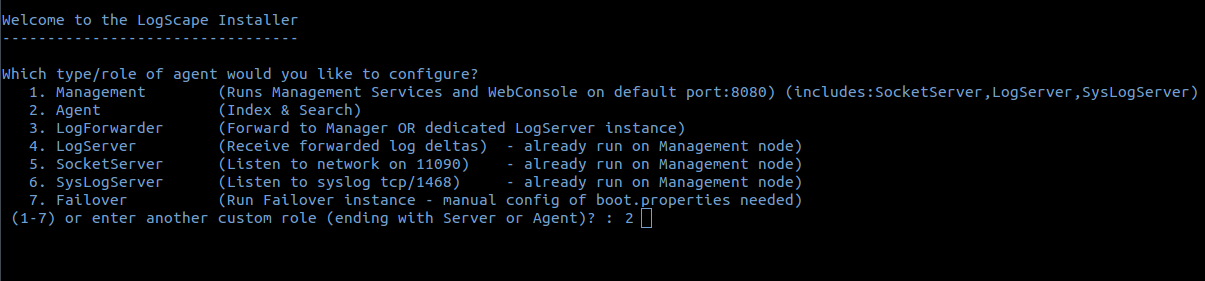 Welcome to the LogScape Installer
---------------------------------
Which type/role of agent would you like to configure?
1. Management        (Runs Management Services and WebConsole on default port:8080) (includes:SocketServer,LogServer,SysLogServer)
2. Agent             (Index & Search)
3. LogForwarder      (Forward to Manager OR dedicated LogServer instance)
4. LogServer         (Receive forwarded log deltas)  - already run on Management node)
5. SocketServer      (Listen to network on 11090)    - already run on Management node)
6. SysLogServer      (Listen to syslog tcp/1468)     - already run on Management node)
7. Failover          (Run Failover instance - manual config of boot.properties needed)
(1-7) or enter another custom role (ending with Server or Agent)? : 2